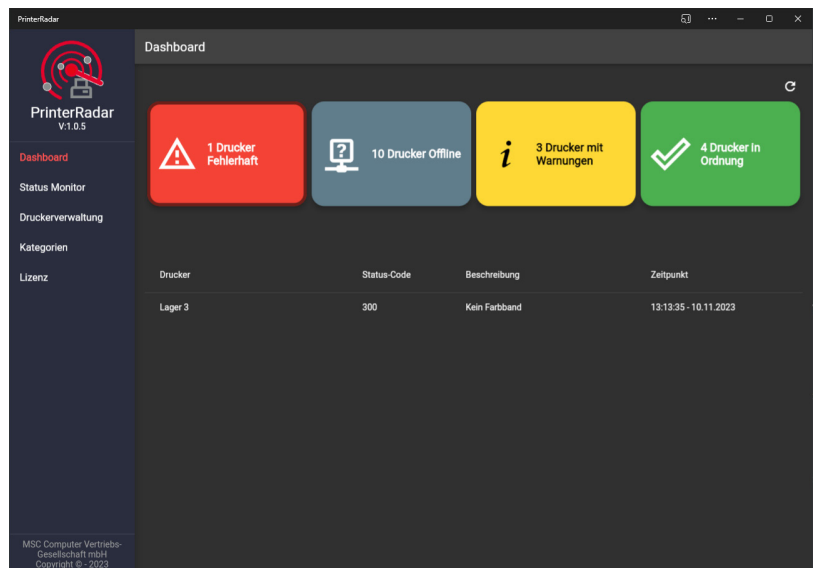 PrinterRadar
PrinterRadar
V:1.0.5
Dashboard
Status Monitor
Druckerverwaltung
Kategorien
Lizenz
MSC Computer Vertriebs-
Gesellschaft mbH
Copyright © - 2023
Dashboard
1 Drucker
Fehlerhaft
?
10 Drucker Offline
i
3 Drucker mit
Warnungen
4 Drucker in
Ordnung
Drucker Status-Code Beschreibung Zeitpunkt
Lager 3 300 Kein Farbband 13:13:35 - 10.11.2023